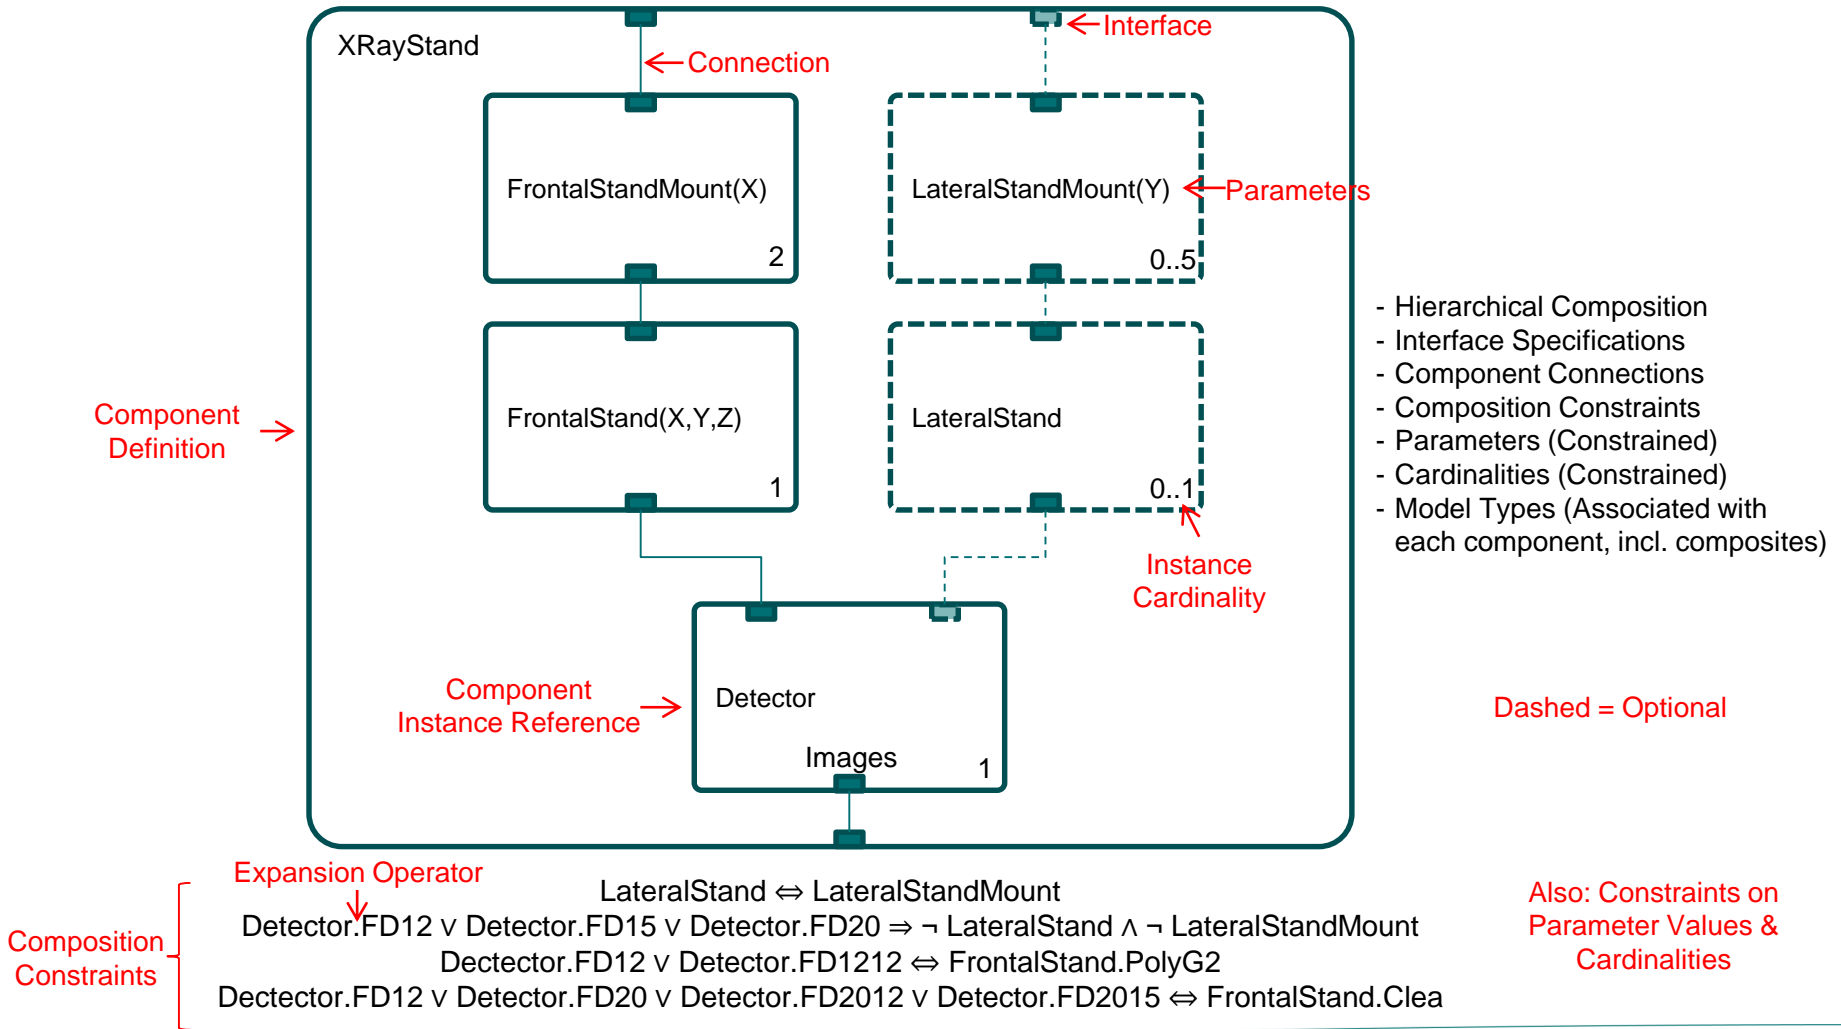 XRayStand
Interface
Connection
FrontalStandMount(X)
2
LateralStandMount(Y)
Parameters
0..5
FrontalStand(X,Y,Z)
1
LateralStand
0..1
Component
Definition
Instance
Cardinality
- Hierarchical Composition
- Interface Specifications
- Component Connections
- Composition Constraints
- Parameters (Constrained)
- Cardinalities (Constrained)
- Model Types (Associated with
each component, incl. composites)
Component
Instance Reference
Detector
Images
1
Dashed = Optional
Expansion Operator
Composition
Constraints
LateralStand ⇔ LateralStandMount
Detector.FD12 ∨ Detector.FD15 ∨ Detector.FD20 ⇒ ¬ LateralStand ∧ ¬ LateralStandMount
Dectector.FD12 ∨ Detector.FD1212 ⇔ FrontalStand.PolyG2
Dectector.FD12 ∨ Detector.FD20 ∨ Detector.FD2012 ∨ Detector.FD2015 ⇔ FrontalStand.Clea
Also: Constraints on
Parameter Values &
Cardinalities